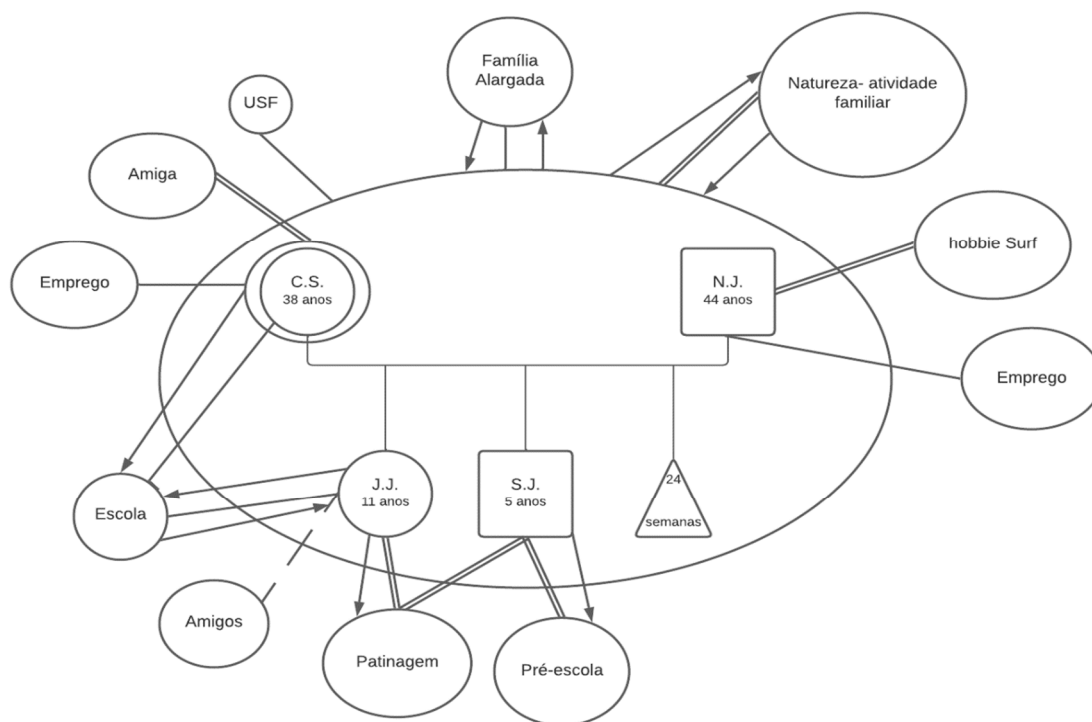 Família
Alargada
Natureza- atividade
familiar
USF
Amiga
hobbie Surf
Emprego
C.S.
38 anos
N.J.
44 anos
Emprego
J.J.
11 anos
S.J.
5 anos
24
semanas
Escola
Amigos
Patinagem
Pré-escola